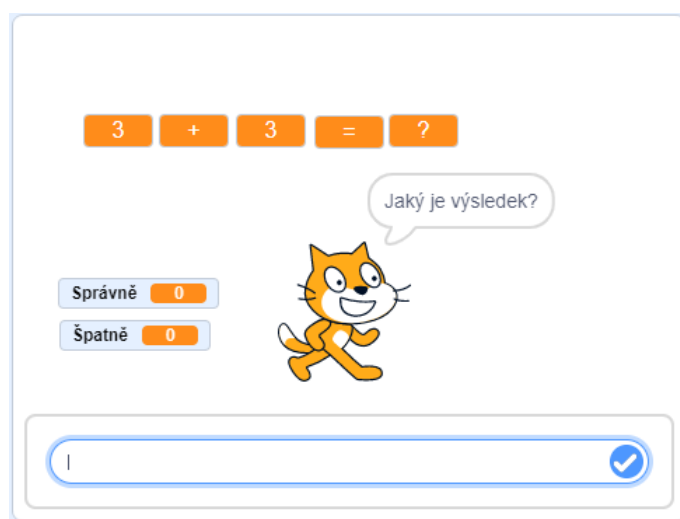 3 + 3 = ?
Jaký je výsledek?
Správně 0
Špatně 0